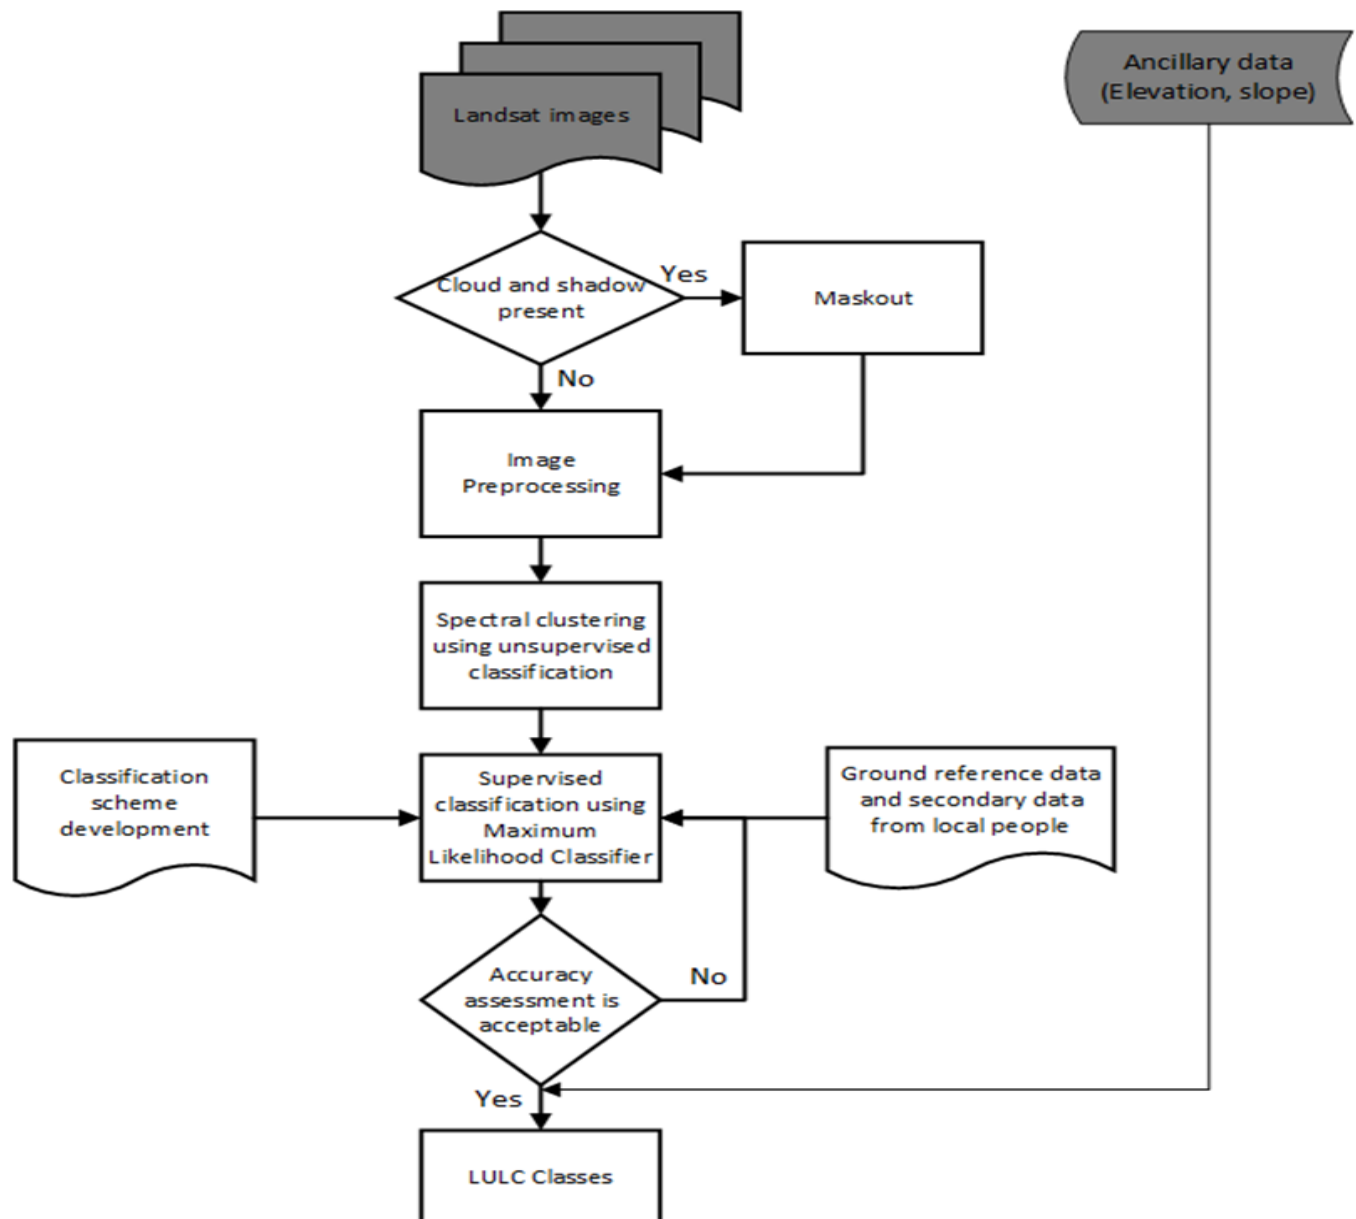 Landsat images
Ancillary data
(Elevation, slope)
Cloud and shadow
present
Yes
Maskout
No
Image
Preprocessing
Spectral clustering
using unsupervised
classification
Classification
scheme
development
Supervised
classification using
Maximum
Likelihood Classifier
Ground reference data
and secondary data
from local people
Accuracy
assessment is
acceptable
No
Yes
LULC Classes